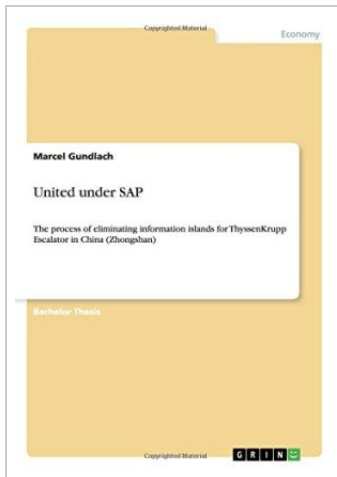 Copyrighted Material
Economy
Marcel Gundlach
United under SAP
The process of eliminating information islands for ThyssenKrupp
Escalator in China (Zhongshan)
Bachelor Thesis
Copyrighted Material
GRIN